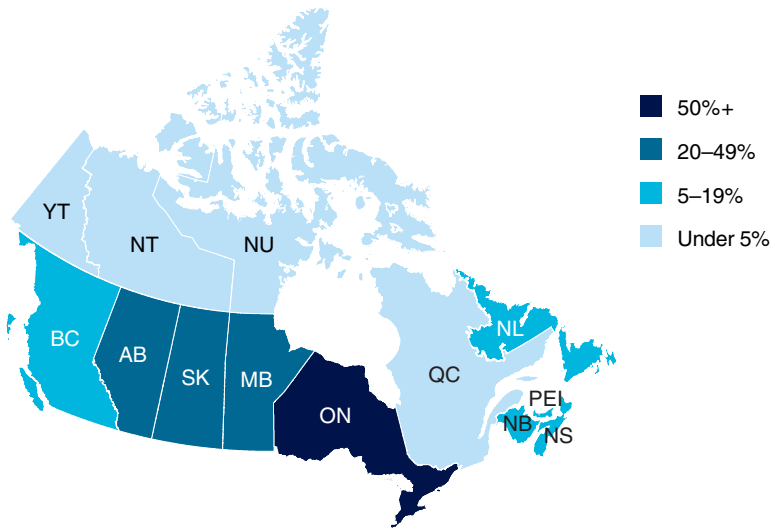 50%+
20–49%
5–19%
Under 5%
YT
NT
NU
BC
AB
SK
MB
ON
QC
NL
PEI
NB
NS